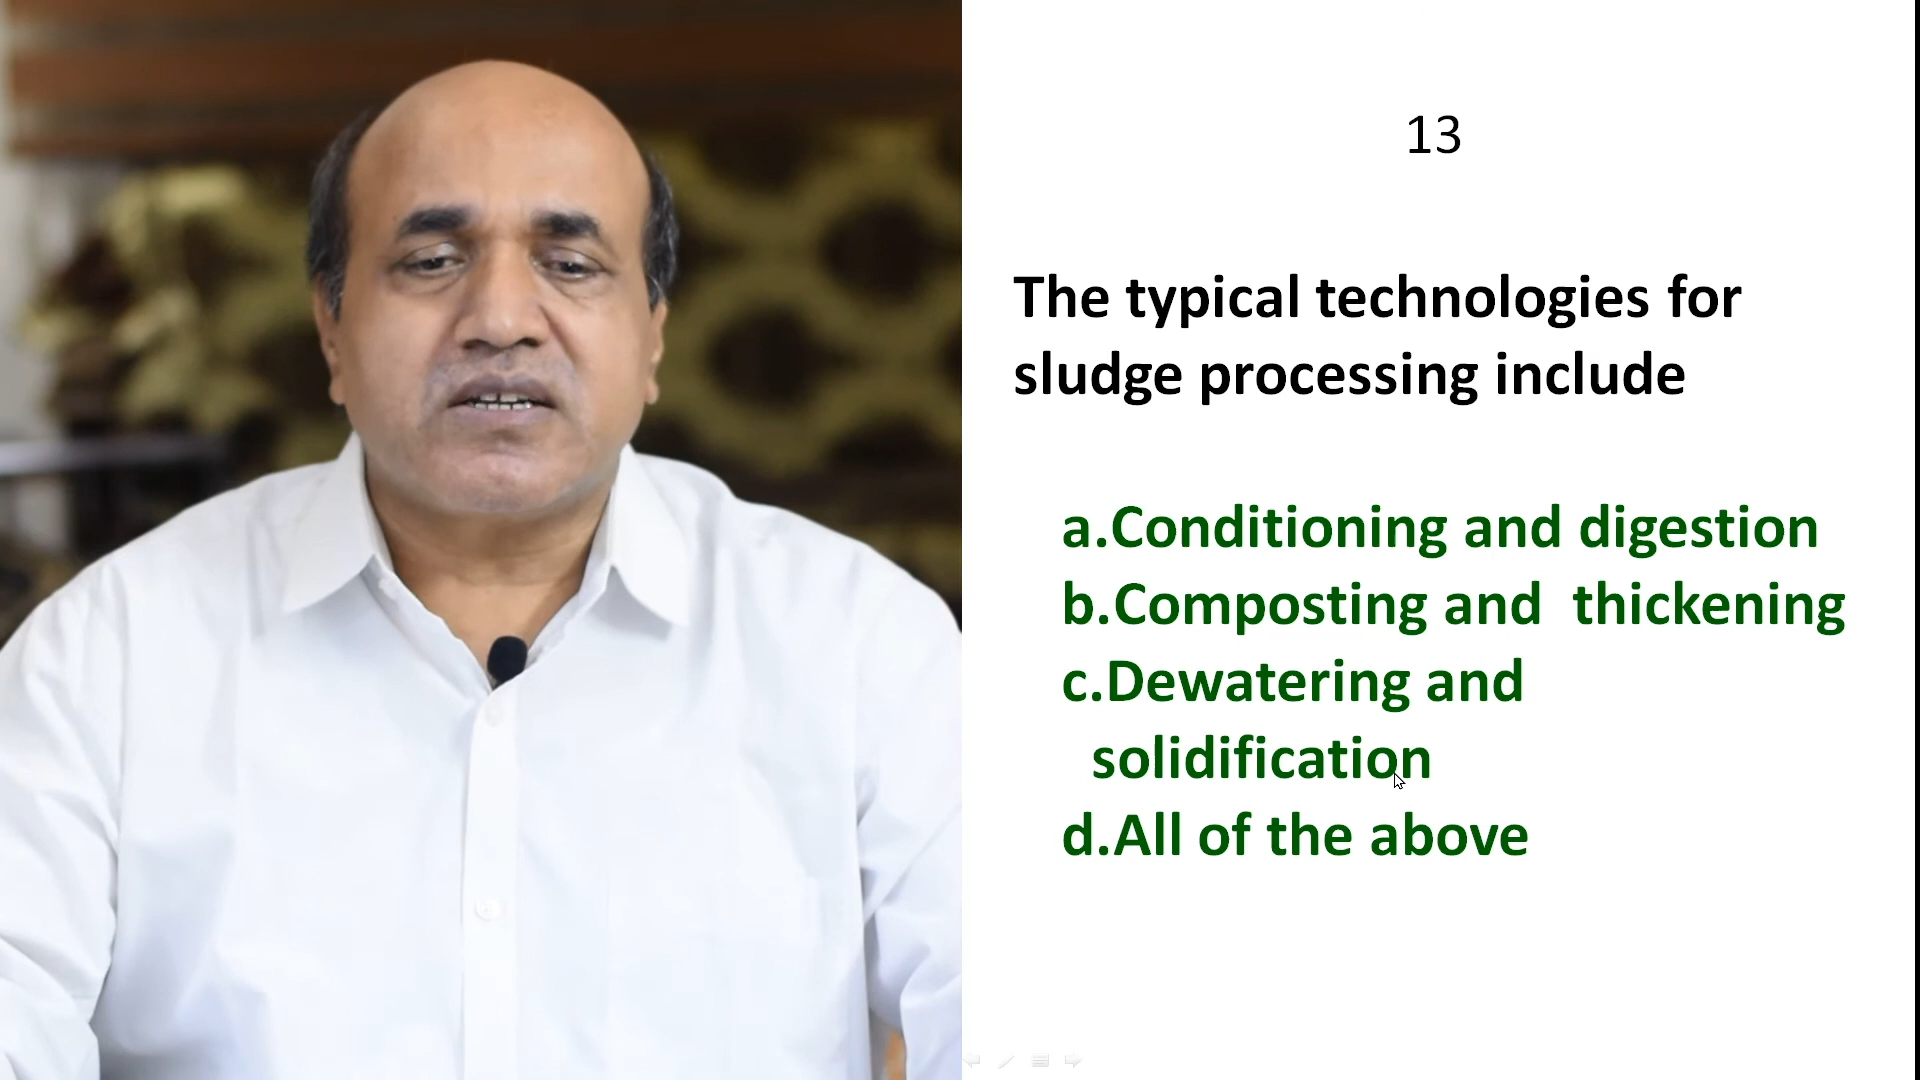 13
The typical technologies for
sludge processing include
a.Conditioning and digestion
b.Composting and  thickening
c.Dewatering and
solidification
d.All of the above